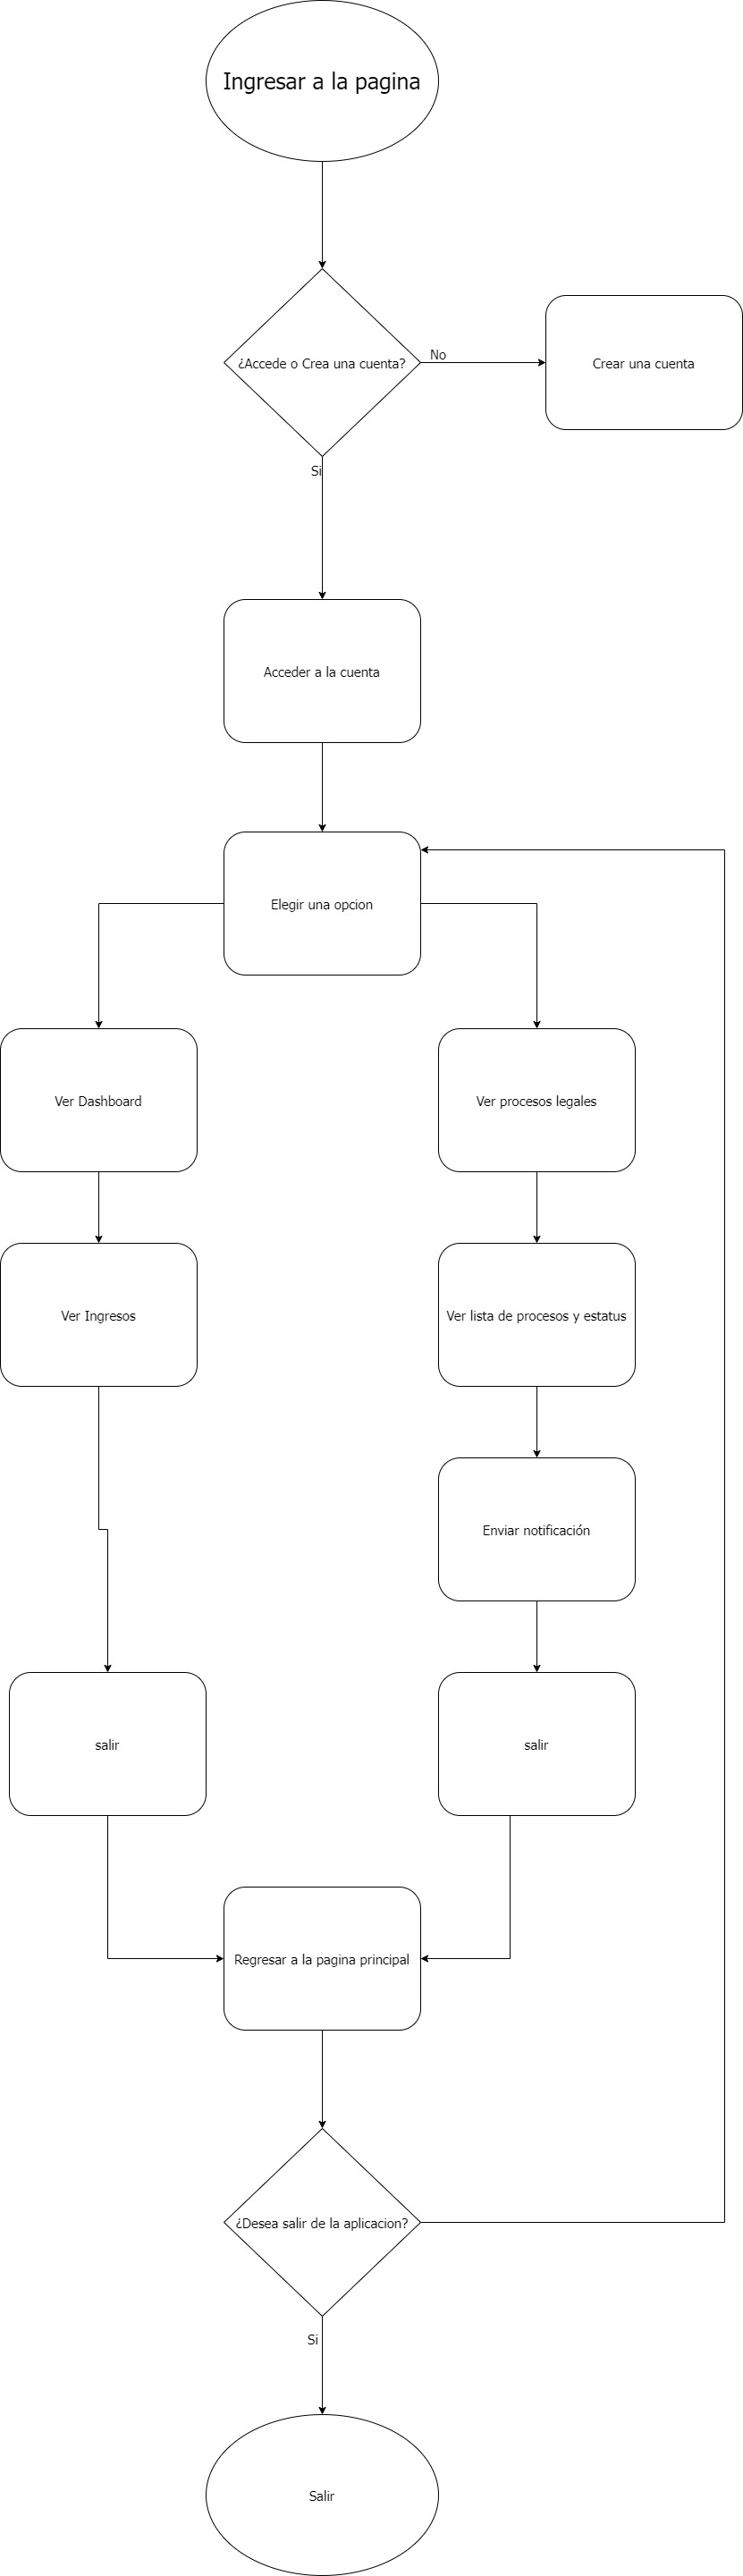 Ingresar a la pagina
¿Accede o Crea una cuenta?
No
Crear una cuenta
Si
Acceder a la cuenta
Elegir una opcion
Ver Dashboard
Ver procesos legales
Ver Ingresos
Ver lista de procesos y estatus
Enviar notificación
salir
salir
Regresar a la pagina principal
¿Desea salir de la aplicacion?
Si
Salir